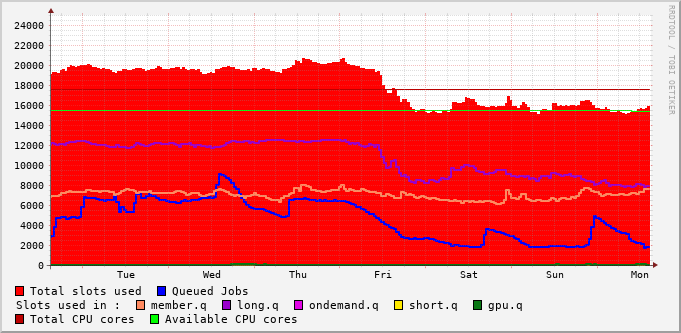 24000
22000
20000
18000
16000
14000
12000
10000
8000
6000
4000
2000
0
Tue Wed Thu Fri Sat Sun Mon
RRDTOOL / TOBI OETIKER
Total slots used Queued Jobs
Slots used in : member.q long.q ondemand.q short.q gpu.q
Total CPU cores Available CPU cores